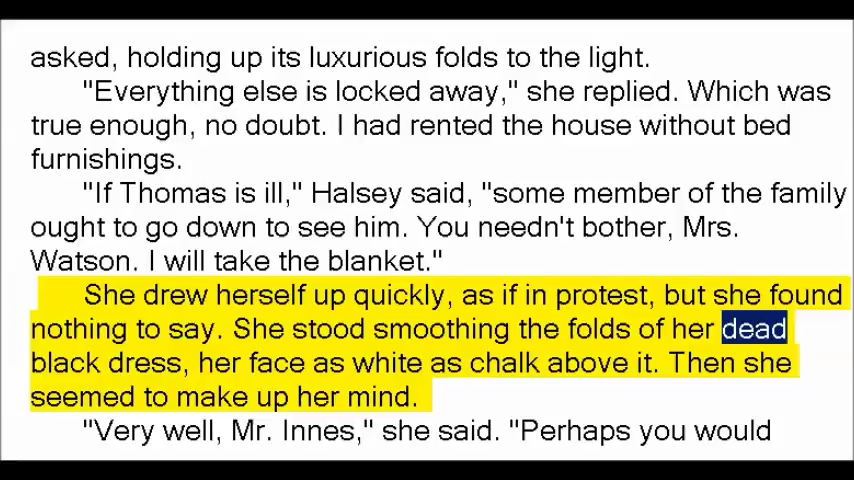 asked, holding up its luxurious folds to the light.
"Everything else is locked away," she replied. Which was
true enough, no doubt. I had rented the house without bed
furnishings.
"If Thomas is ill," Halsey said, "some member of the family
ought to go down to see him. You needn't bother, Mrs.
Watson. I will take the blanket."
She drew herself up quickly, as if in protest, but she found
nothing to say. She stood smoothing the folds of her dead
black dress, her face as white as chalk above it. Then she
seemed to make up her mind.
"Very well, Mr. Innes," she said. "Perhaps you would